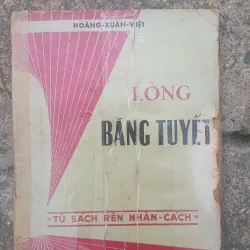 HOÀNG-XUÂN-VIỆT
LÒNG
BĂNG TUYẾT
"TỦ SÁCH RÈN NHÂN-CÁCH"